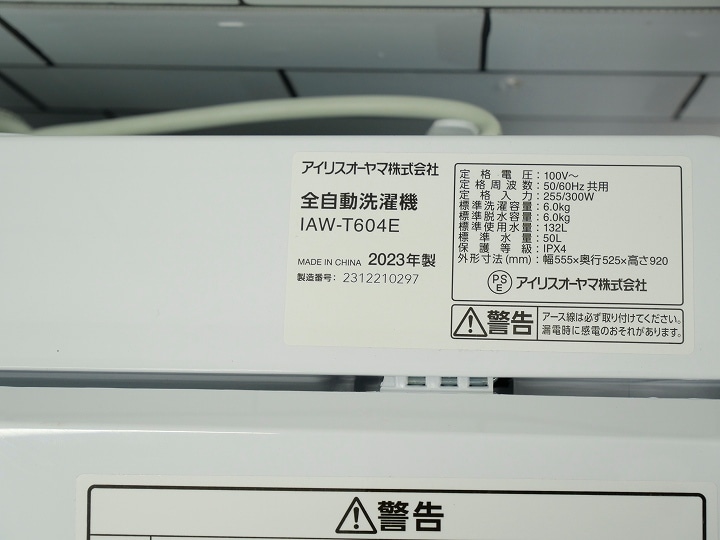 アイリスオーヤマ株式会社
全自動洗濯機
IAW-T604E
MADE IN CHINA 2023年製
製造番号: 2312210297
定格電圧:100V～
定格周波数:50/60Hz共用
定格入力:255/300W
標準洗濯容量:6.0kg
標準脱水容量:6.0kg
標準使用水量:132L
標準水量:50L
保護等級:IPX4
外形寸法(mm):幅555×奥行525×高さ920
PS
E アイリスオーヤマ株式会社
警告 アース線は必ず取り付けてください。
漏電時に感電のおそれがあります。
警告